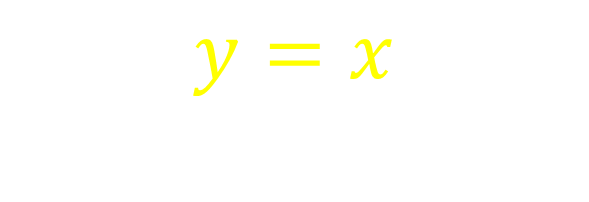 y = x